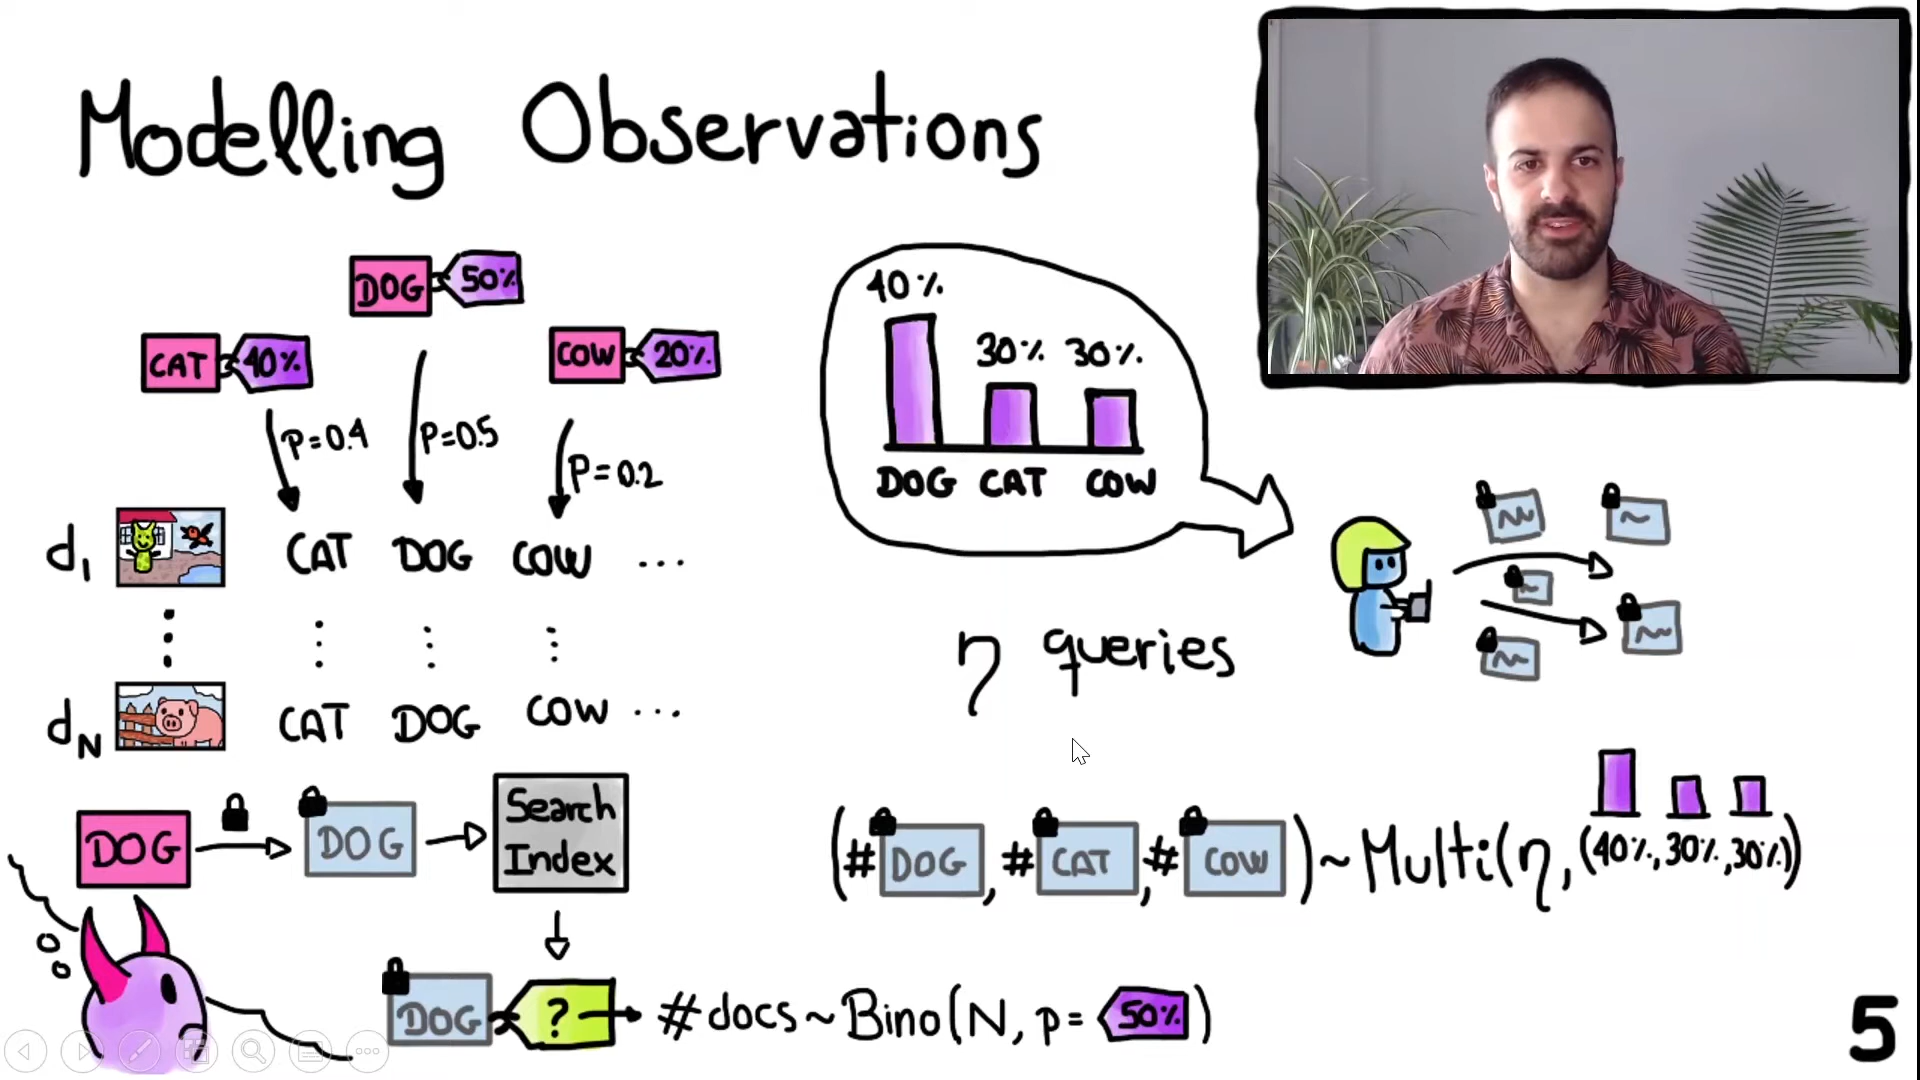 Modelling Observations
DOG 50%
CAT 40%
COW 20%
P=0.4
P=0.5
P=0.2
d1 CAT DOG COW ...
dN CAT DOG COW ...
DOG
DOG
Search
Index
DOG ? #docs~Bino(N, p= 50%)
40%
30% 30%
DOG CAT COW
η queries
(# DOG, # CAT, # COW)~Multi(η, (40%, 30%, 30%))
5